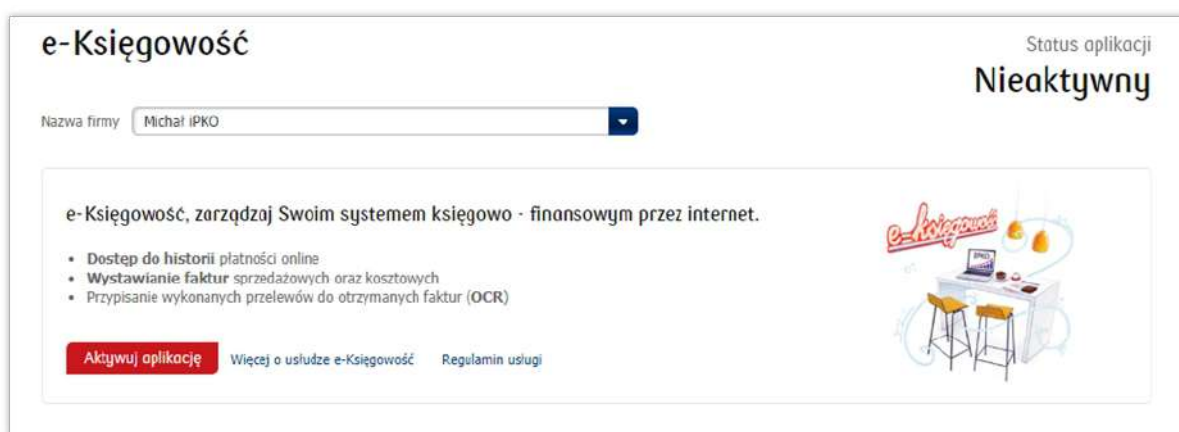 e-Księgowość
Status aplikacji
Nieaktywny
Nazwa firmy Michał iPKO
e-Księgowość, zarządzaj Swoim systemem księgowo - finansowym przez internet.
• Dostęp do historii płatności online
• Wystawianie faktur sprzedażowych oraz kosztowych
• Przypisanie wykonanych przelewów do otrzymanych faktur (OCR)
e-księgowość
IPKO
Aktywuj aplikację Więcej o usłudze e-Księgowość Regulamin usługi